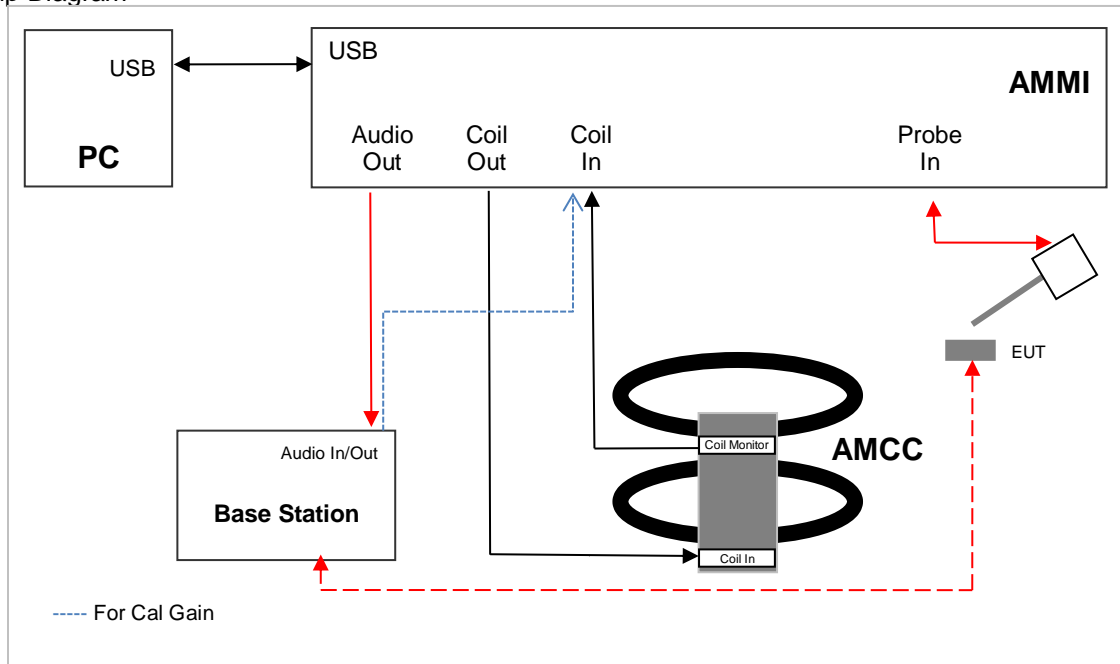 p Diagram
USB
PC
USB
AMMI
Audio
Out
Coil
Out
Coil
In
Probe
In
EUT
Coil Monitor
AMCC
Coil In
Audio In/Out
Base Station
For Cal Gain